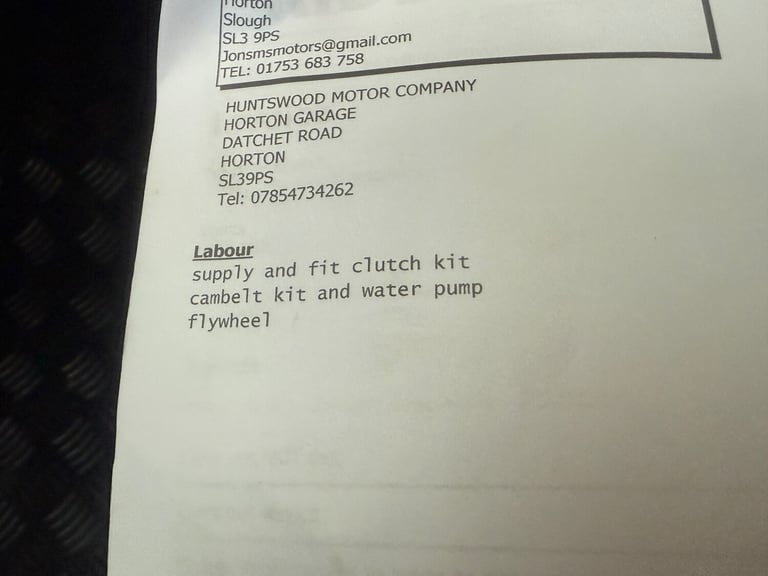 Horton
Slough
SL3 9PS
Jonsmsmotors@gmail.com
TEL: 01753 683 758
HUNTSWOOD MOTOR COMPANY
HORTON GARAGE
DATCHET ROAD
HORTON
SL39PS
Tel: 07854734262
Labour
supply and fit clutch kit
cambelt kit and water pump
flywheel